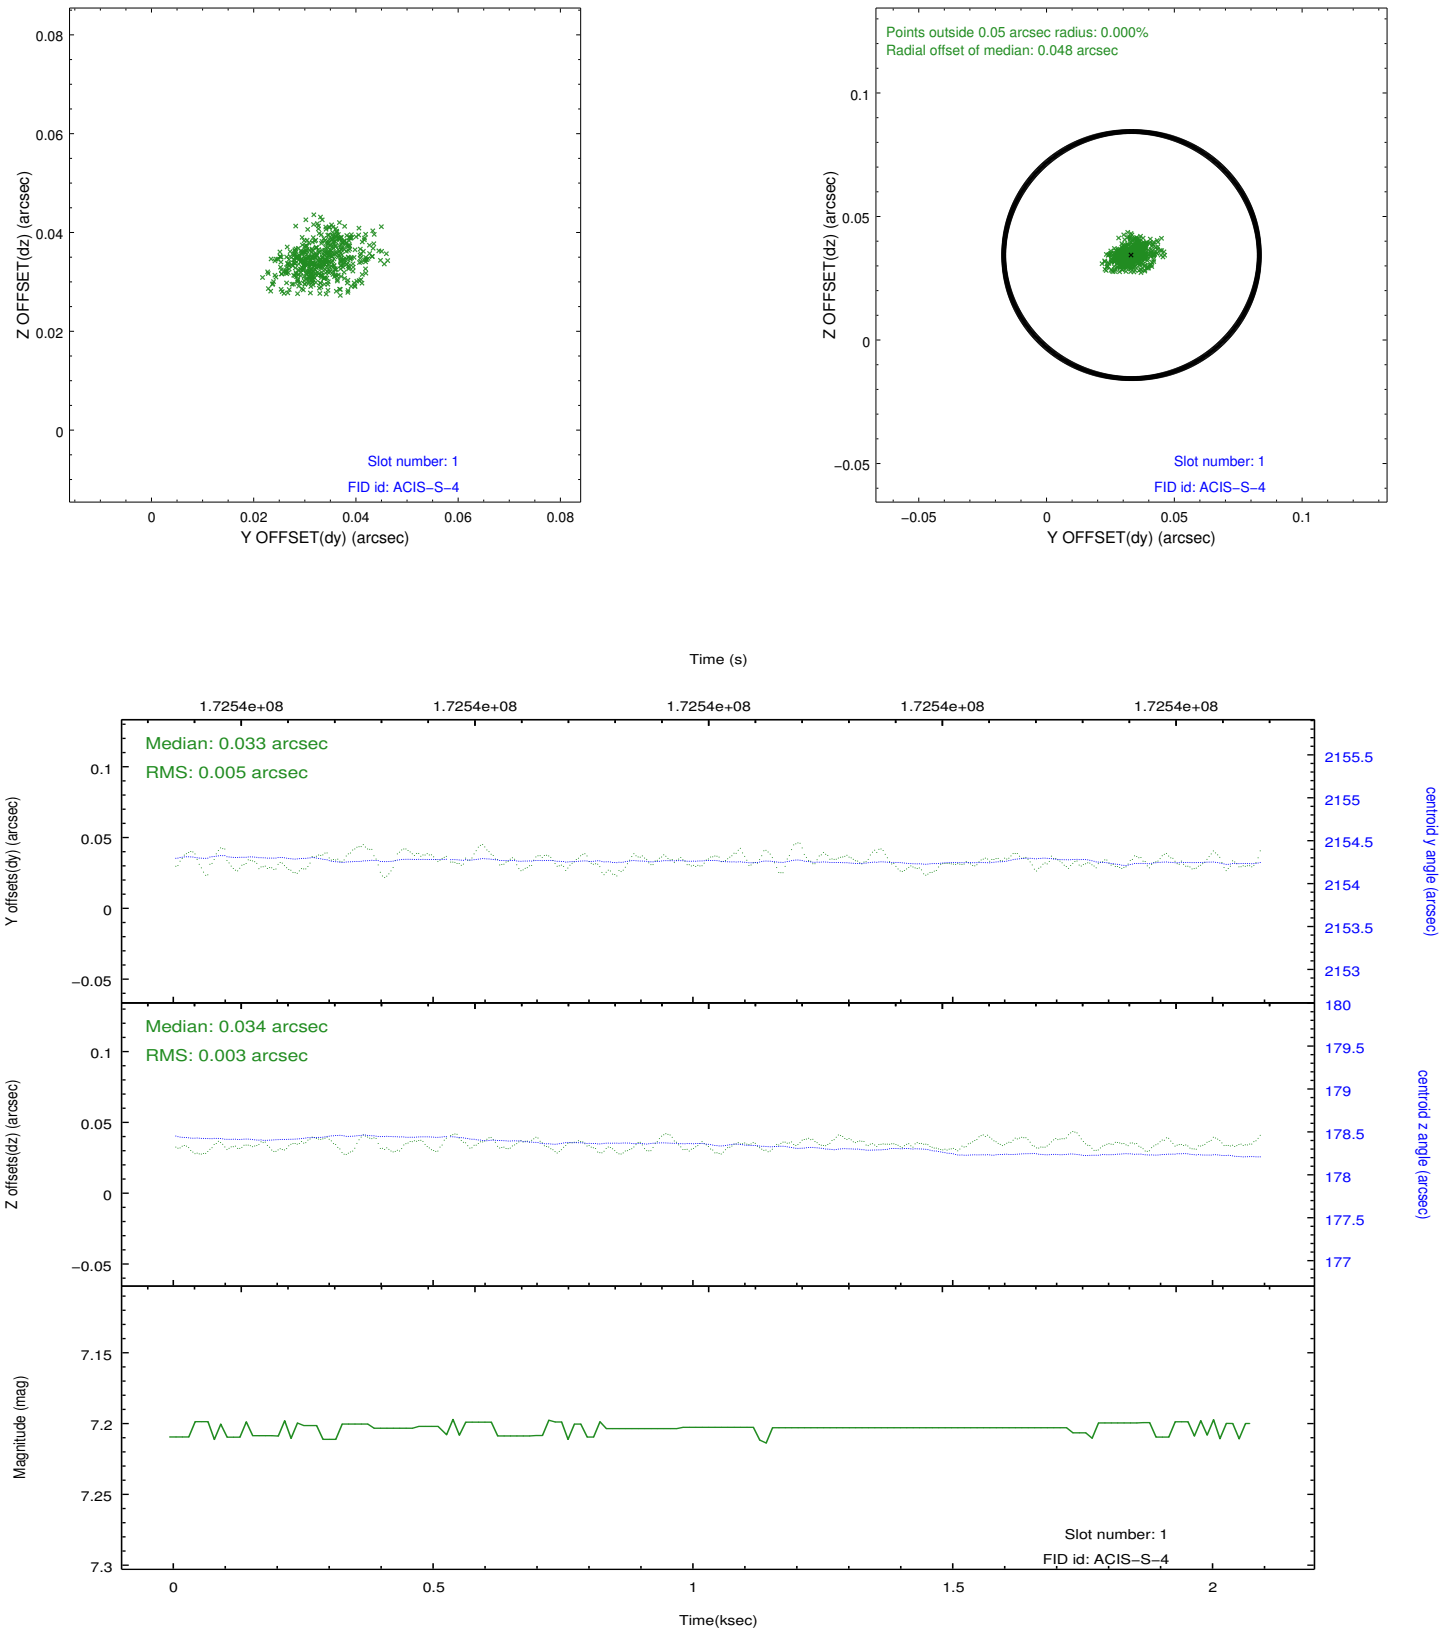 0.08
0.06
0.04
0.02
0
Z OFFSET(dz) (arcsec)
Slot number: 1
FID id: ACIS−S−4
0 0.02 0.04 0.06 0.08
Y OFFSET(dy) (arcsec)
Points outside 0.05 arcsec radius: 0.000%
Radial offset of median: 0.048 arcsec
0.1
0.05
0
−0.05
Z OFFSET(dz) (arcsec)
Slot number: 1
FID id: ACIS−S−4
−0.05 0 0.05 0.1
Y OFFSET(dy) (arcsec)
Time (s)
1.7254e+08 1.7254e+08 1.7254e+08 1.7254e+08 1.7254e+08
Median: 0.033 arcsec
RMS: 0.005 arcsec
0.1
0.05
0
−0.05
Y offsets(dy) (arcsec)
2155.5
2155
2154.5
2154
2153.5
2153
centroid y angle (arcsec)
Median: 0.034 arcsec
RMS: 0.003 arcsec
0.1
0.05
0
−0.05
Z offsets(dz) (arcsec)
180
179.5
179
178.5
178
177.5
177
centroid z angle (arcsec)
7.15
7.2
7.25
7.3
Magnitude (mag)
Slot number: 1
FID id: ACIS−S−4
0 0.5 1 1.5 2
Time(ksec)